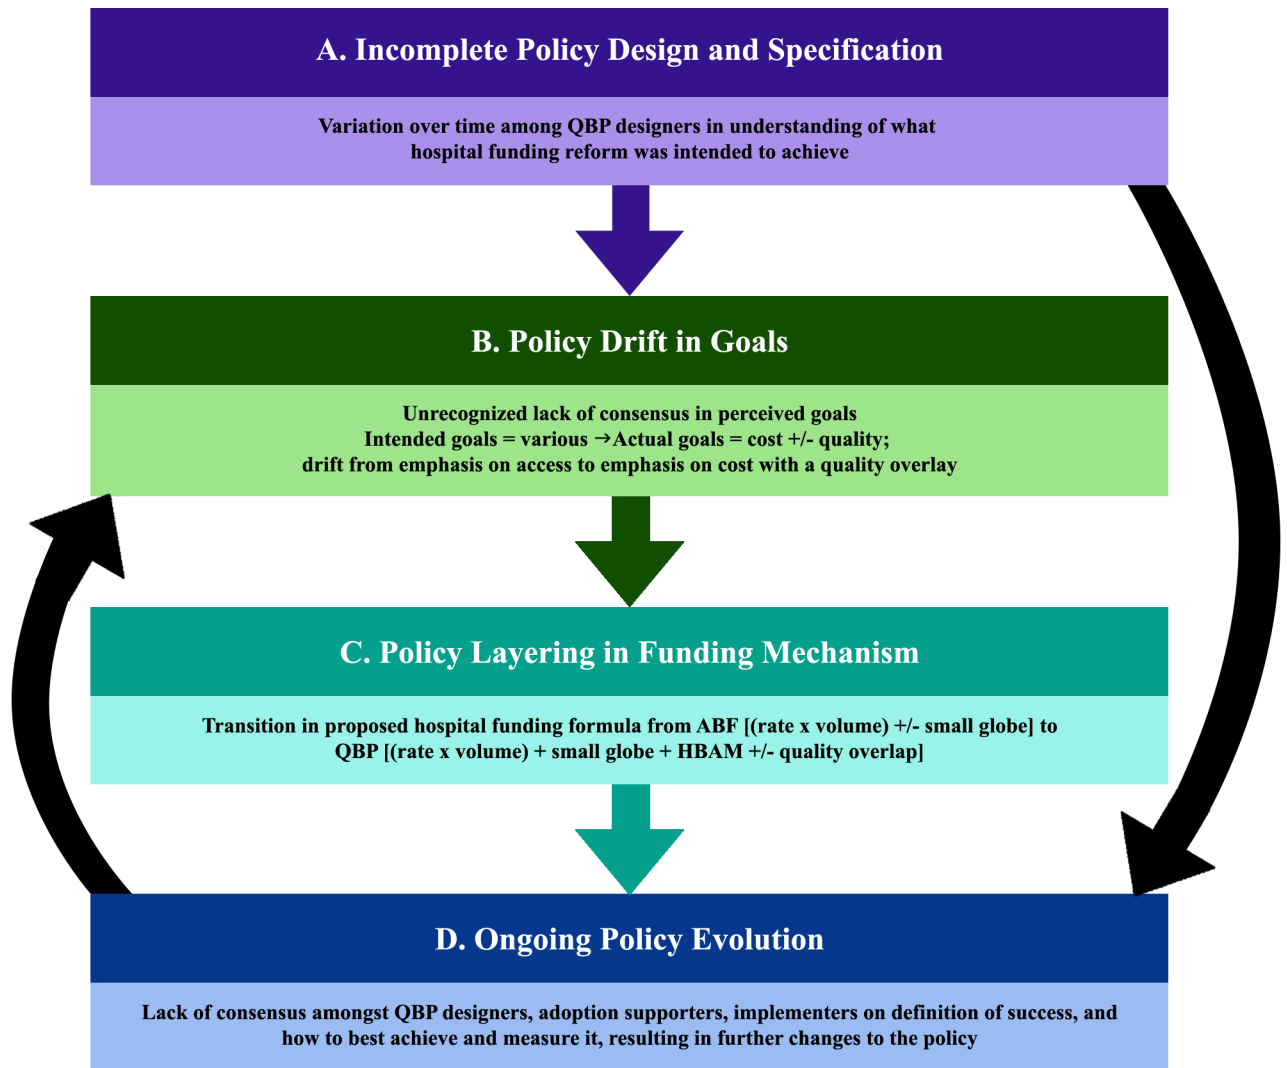 A. Incomplete Policy Design and Specification
Variation over time among QBP designers in understanding of what
hospital funding reform was intended to achieve
B. Policy Drift in Goals
Unrecognized lack of consensus in perceived goals
Intended goals = various →Actual goals = cost +/- quality;
drift from emphasis on access to emphasis on cost with a quality overlay
C. Policy Layering in Funding Mechanism
Transition in proposed hospital funding formula from ABF [(rate x volume) +/- small globe] to
QBP [(rate x volume) + small globe + HBAM +/- quality overlap]
D. Ongoing Policy Evolution
Lack of consensus amongst QBP designers, adoption supporters, implementers on definition of success, and
how to best achieve and measure it, resulting in further changes to the policy